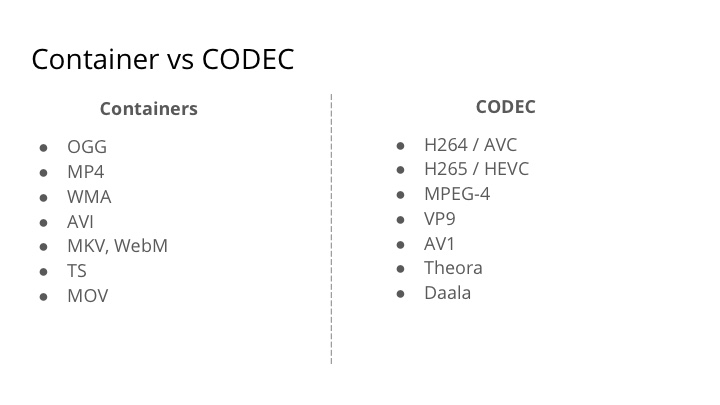 Container vs CODEC
Containers
● OGG
● MP4
● WMA
● AVI
● MKV, WebM
● TS
● MOV
CODEC
● H264 / AVC
● H265 / HEVC
● MPEG-4
● VP9
● AV1
● Theora
● Daala